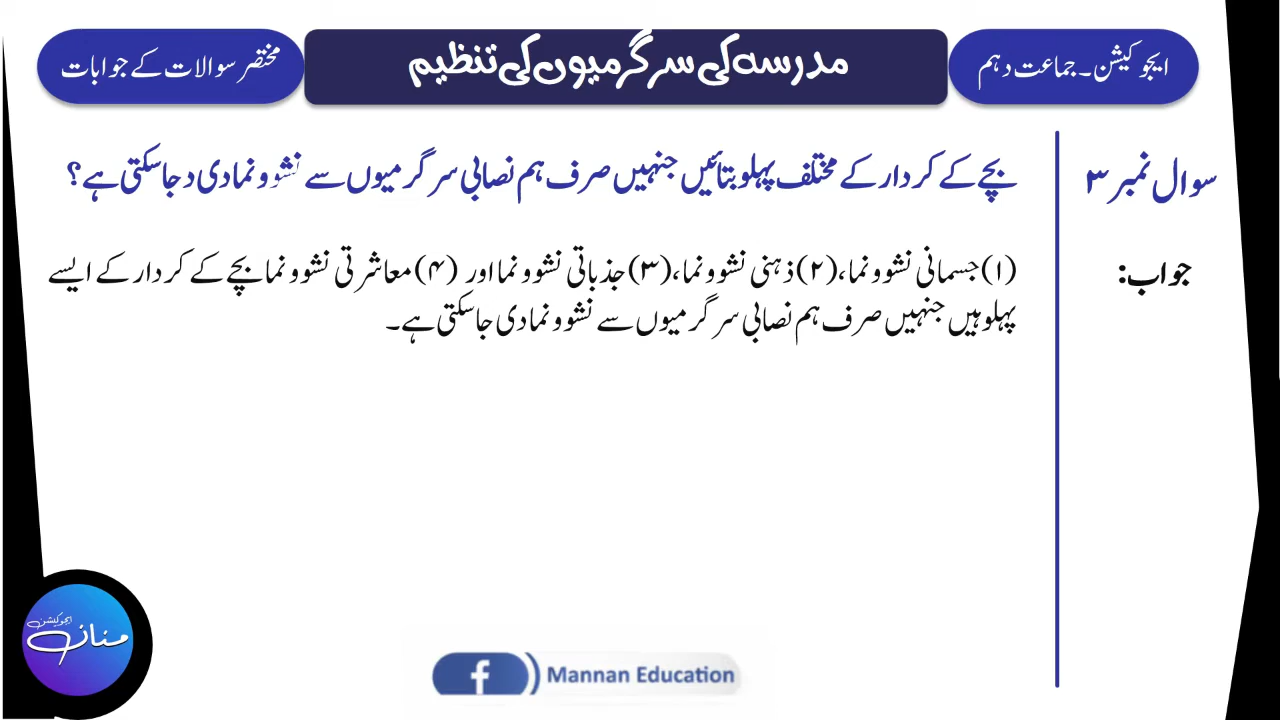 ایجوکیشن۔جماعت دہم
مدرسہ کی سرگرمیوں کی تنظیم
مختصر سوالات کے جوابات
سوال نمبر ۳
بچے کے کردار کے مختلف پہلو بتائیں جنہیں صرف ہم نصابی سرگرمیوں سے نشوونما دی د جاسکتی ہے؟
جواب:
(۱) جسمانی نشوونما، (۲) ذہنی نشوونما، (۳) جذباتی نشوونما اور (۴) معاشرتی نشوونما بچے کے کردار کے ایسے
پہلو ہیں جنہیں صرف ہم نصابی سرگرمیوں سے نشوونما دی جاسکتی ہے۔
ایجوکیشن
منان
f Mannan Education